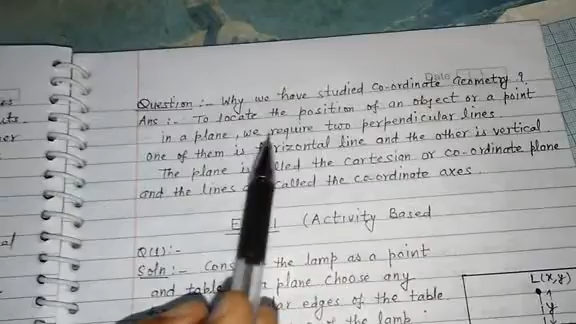 Date
Question :- Why we have studied Co-ordinate Geometry ?
Ans :- To locate the position of an object or a point
in a plane, we require two perpendicular lines.
one of them is horizontal line and the other is vertical.
The plane is called the cartesian or co-ordinate plane
and the lines are called the co-ordinate axes.
(Activity Based
Q(1):-
Soln:- the lamp as a point
and table plane choose any
edges of the table.
L(x,y)
the lamp